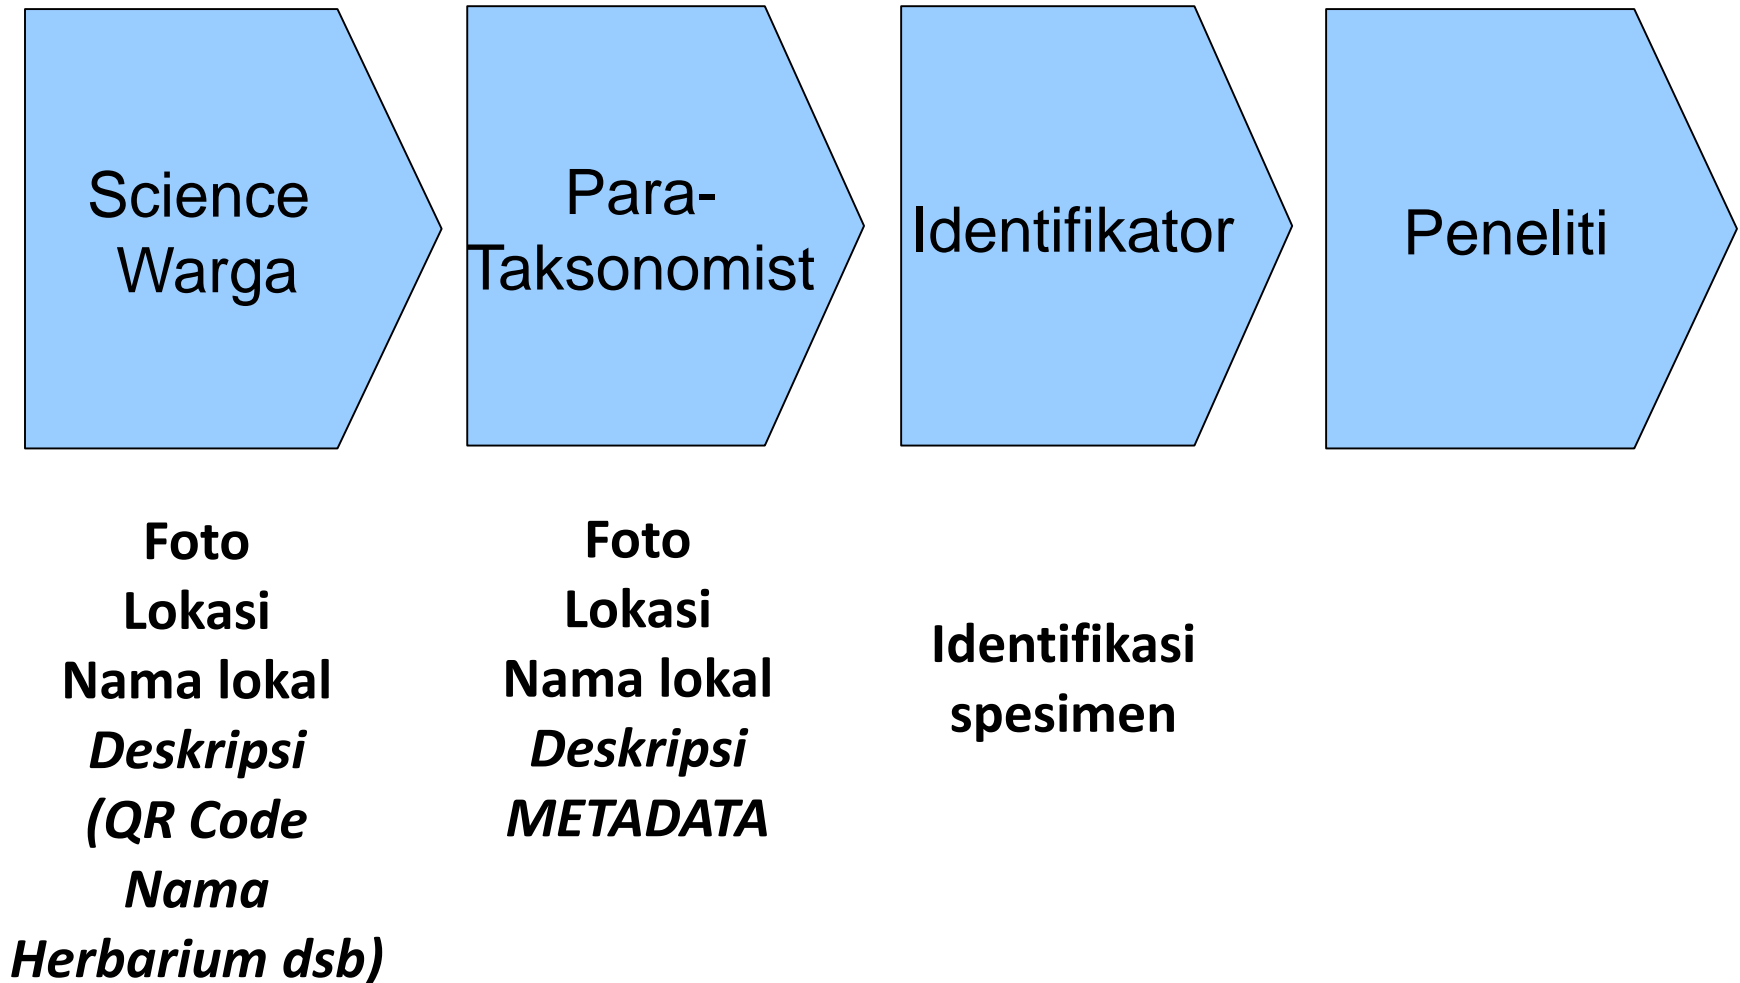 Science
Warga
Para-
Taksonomist
Identifikator
Peneliti
Foto
Lokasi
Nama lokal
Deskripsi
(QR Code
Nama
Herbarium dsb)
Foto
Lokasi
Nama lokal
Deskripsi
METADATA
Identifikasi
spesimen